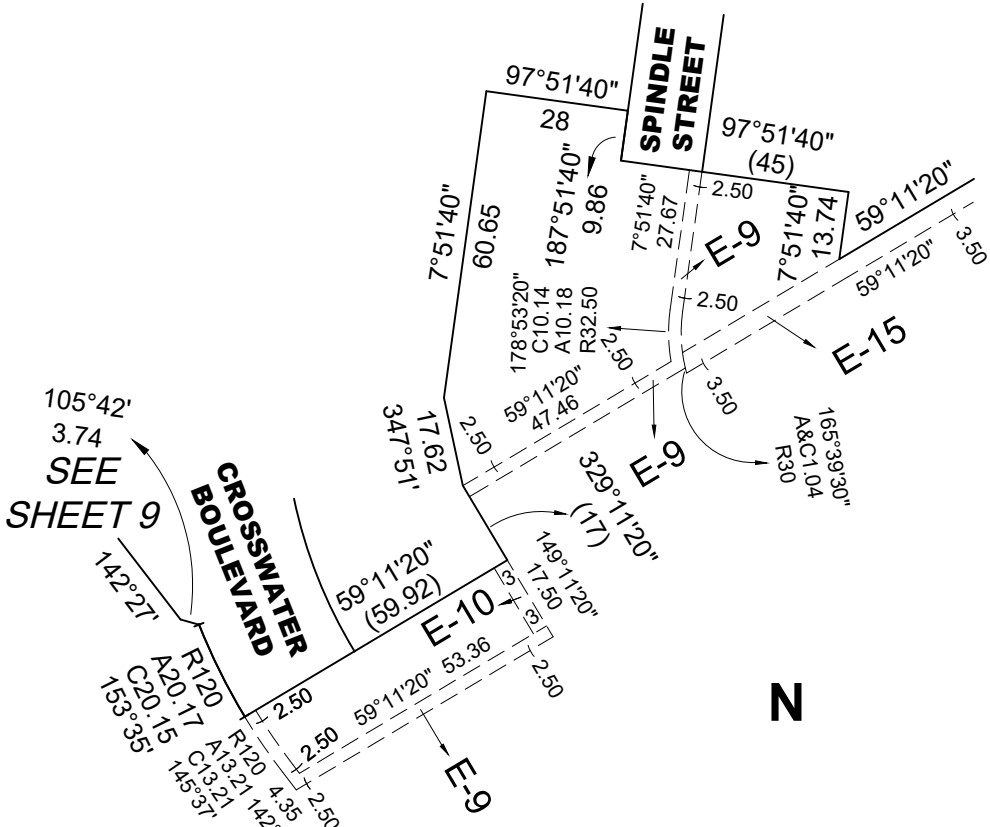 97°51'40"
28
SPINDLE
STREET
97°51'40"
(45)
7°51'40"
60.65
187°51'40"
9.86
7°51'40"
27.67
2.50
E-9
7°51'40"
13.74
59°11'20"
3.50
59°11'20"
178°53'20"
C10.14
A10.18
R32.50
2.50
2.50
E-15
59°11'20"
47.46
3.50
165°39'30"
A&C1.04
R30
17.62
347°51'
2.50
E-9
329°11'20"
(17)
105°42'
3.74
SEE
SHEET 9
CROSSWATER
BOULEVARD
142°27'
59°11'20"
(59.92)
3
149°11'20"
17.50
E-10
3
R120
A20.17
C20.15
153°35'
2.50
59°11'20" 53.36
2.50
2.50
N
R120
A13.21
C13.21
145°37'
4.35
142°
2.50
E-9